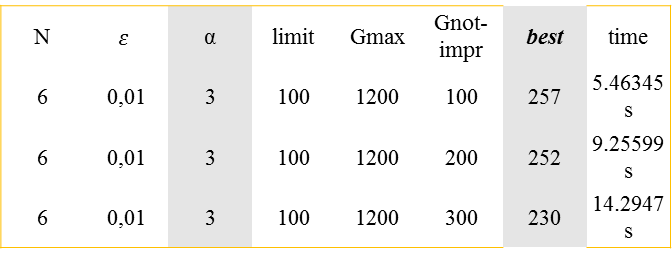 N ε α limit Gmax Gnot-impr best time
6 0,01 3 100 1200 100 257 5.46345 s
6 0,01 3 100 1200 200 252 9.25599 s
6 0,01 3 100 1200 300 230 14.2947 s